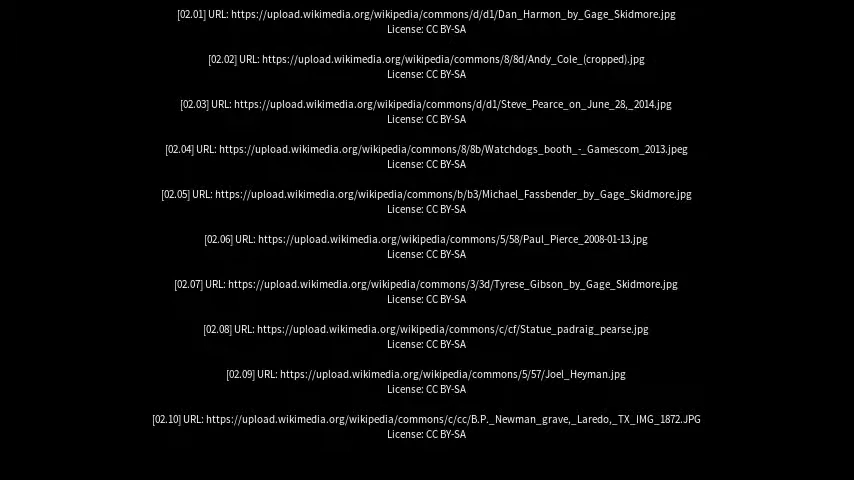 [02.01] URL: https://upload.wikimedia.org/wikipedia/commons/d/d1/Dan_Harmon_by_Gage_Skidmore.jpg
License: CC BY-SA
[02.02] URL: https://upload.wikimedia.org/wikipedia/commons/8/8d/Andy_Cole_(cropped).jpg
License: CC BY-SA
[02.03] URL: https://upload.wikimedia.org/wikipedia/commons/d/d1/Steve_Pearce_on_June_28,_2014.jpg
License: CC BY-SA
[02.04] URL: https://upload.wikimedia.org/wikipedia/commons/8/8b/Watchdogs_booth_-_Gamescom_2013.jpeg
License: CC BY-SA
[02.05] URL: https://upload.wikimedia.org/wikipedia/commons/b/b3/Michael_Fassbender_by_Gage_Skidmore.jpg
License: CC BY-SA
[02.06] URL: https://upload.wikimedia.org/wikipedia/commons/5/58/Paul_Pierce_2008-01-13.jpg
License: CC BY-SA
[02.07] URL: https://upload.wikimedia.org/wikipedia/commons/3/3d/Tyrese_Gibson_by_Gage_Skidmore.jpg
License: CC BY-SA
[02.08] URL: https://upload.wikimedia.org/wikipedia/commons/c/cf/Statue_padraig_pearse.jpg
License: CC BY-SA
[02.09] URL: https://upload.wikimedia.org/wikipedia/commons/5/57/Joel_Heyman.jpg
License: CC BY-SA
[02.10] URL: https://upload.wikimedia.org/wikipedia/commons/c/cc/B.P._Newman_grave,_Laredo,_TX_IMG_1872.JPG
License: CC BY-SA